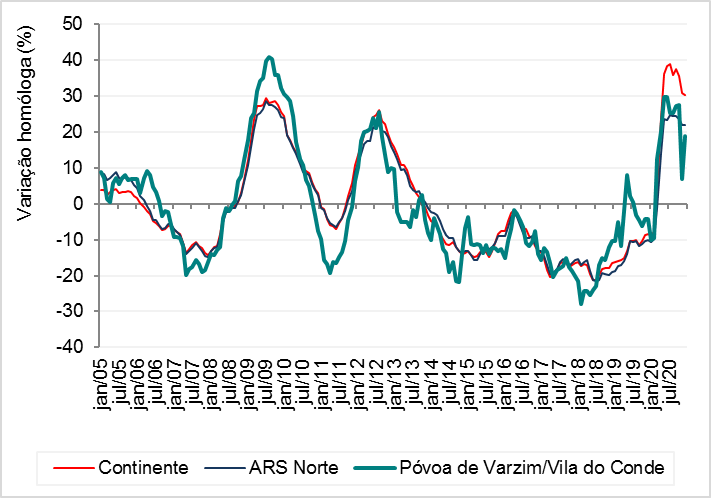 Variação homóloga (%)
50
40
30
20
10
0
-10
-20
-30
-40
jan/05
jul/05
jan/06
jul/06
jan/07
jul/07
jan/08
jul/08
jan/09
jul/09
jan/10
jul/10
jan/11
jul/11
jan/12
jul/12
jan/13
jul/13
jan/14
jul/14
jan/15
jul/15
jan/16
jul/16
jan/17
jul/17
jan/18
jul/18
jan/19
jul/19
jan/20
jul/20
Continente ARS Norte Póvoa de Varzim/Vila do Conde